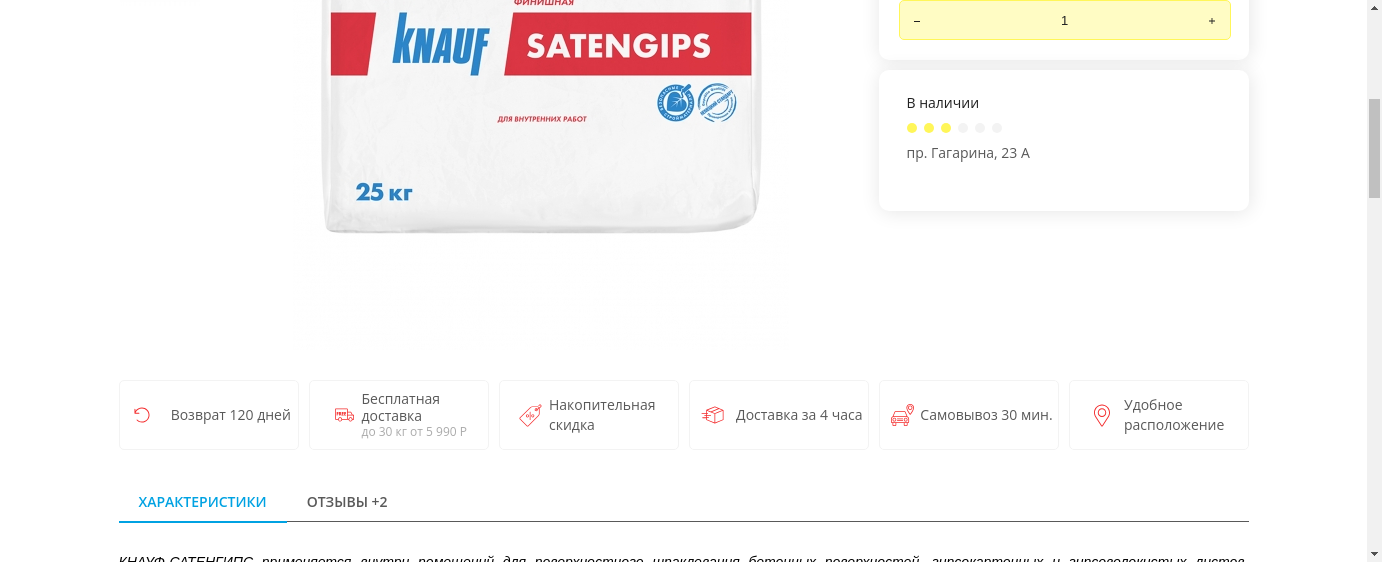 ФИНИШНАЯ
– 1 +
KNAUF SATENGIPS
В наличии
ДЛЯ ВНУТРЕННИХ РАБОТ
пр. Гагарина, 23 А
25 кг
Возврат 120 дней
Бесплатная
доставка
до 30 кг от 5 990 Р
Накопительная
скидка
Доставка за 4 часа
Самовывоз 30 мин.
Удобное
расположение
ХАРАКТЕРИСТИКИ ОТЗЫВЫ +2
КНАУФ-САТЕНГИПС применяется внутри помещений для поверхностного шпаклевания бетонных поверхностей, гипсокартонных и гипсоволокнистых листов,